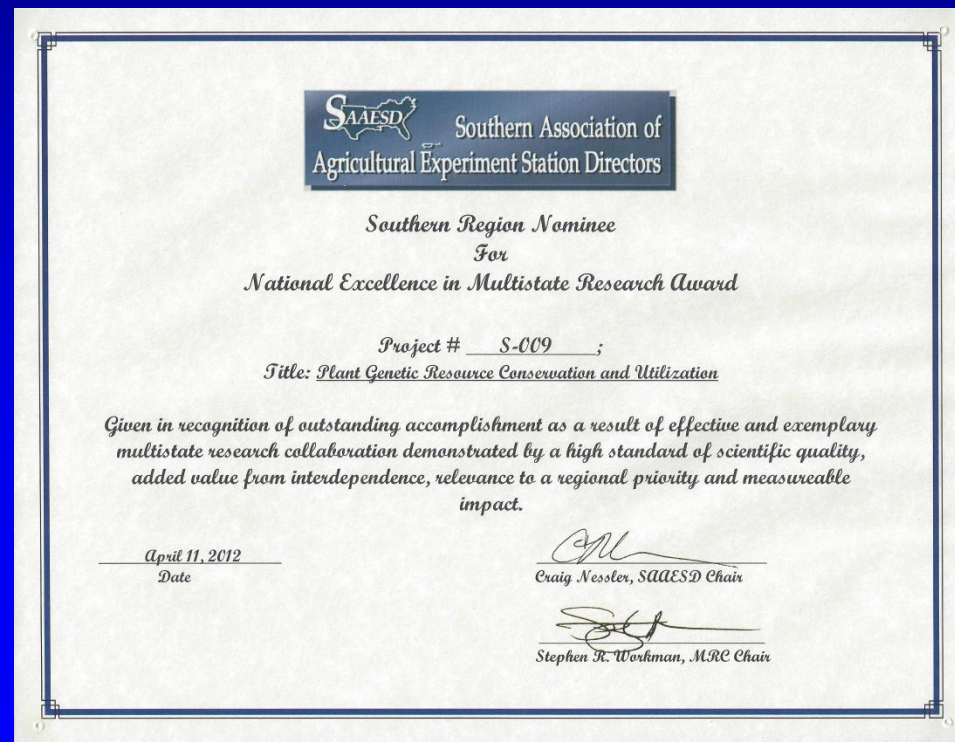 SAAESD
Southern Association of
Agricultural Experiment Station Directors
Southern Region Nominee
For
National Excellence in Multistate Research Award
Project # S-009 ;
Title: Plant Genetic Resource Conservation and Utilization
Given in recognition of outstanding accomplishment as a result of effective and exemplary
multistate research collaboration demonstrated by a high standard of scientific quality,
added value from interdependence, relevance to a regional priority and measureable
impact.
April 11, 2012
Date
Craig Nessler, SAAESD Chair
Stephen R. Workman, MRC Chair